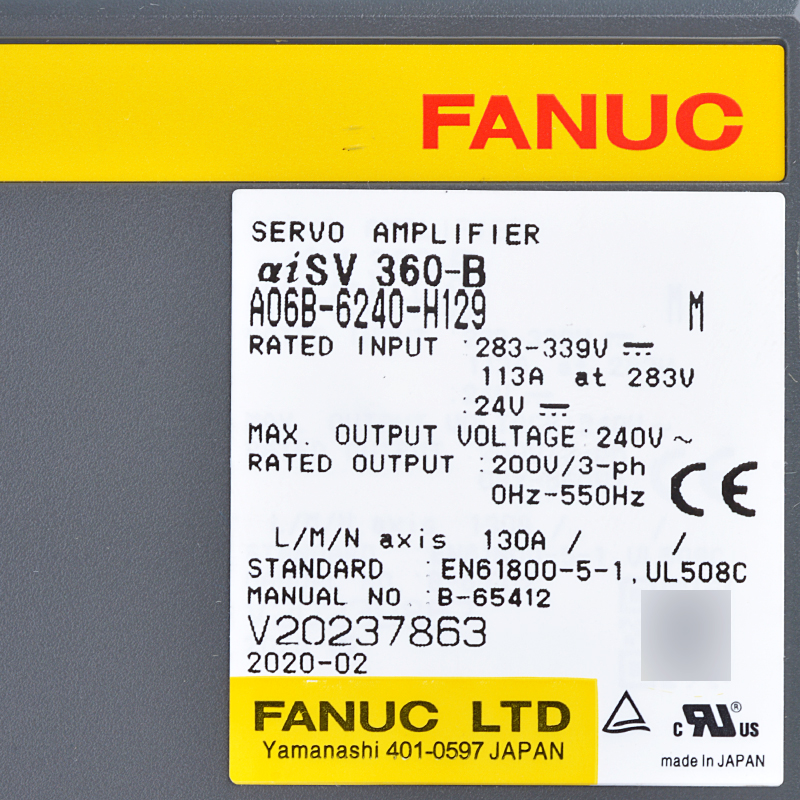 FANUC
SERVO AMPLIFIER
αiSV 360-B
A06B-6240-H129 M
RATED INPUT : 283-339V ⎓
113A at 283V
: 24V ⎓
MAX. OUTPUT VOLTAGE: 240V ~
RATED OUTPUT : 200V/3-ph
0Hz-550Hz
CE
L/M/N axis 130A / /
STANDARD : EN61800-5-1, UL508C
MANUAL NO. : B-65412
V20237863
2020-02
FANUC LTD
Yamanashi 401-0597 JAPAN
c RU® US
made in JAPAN